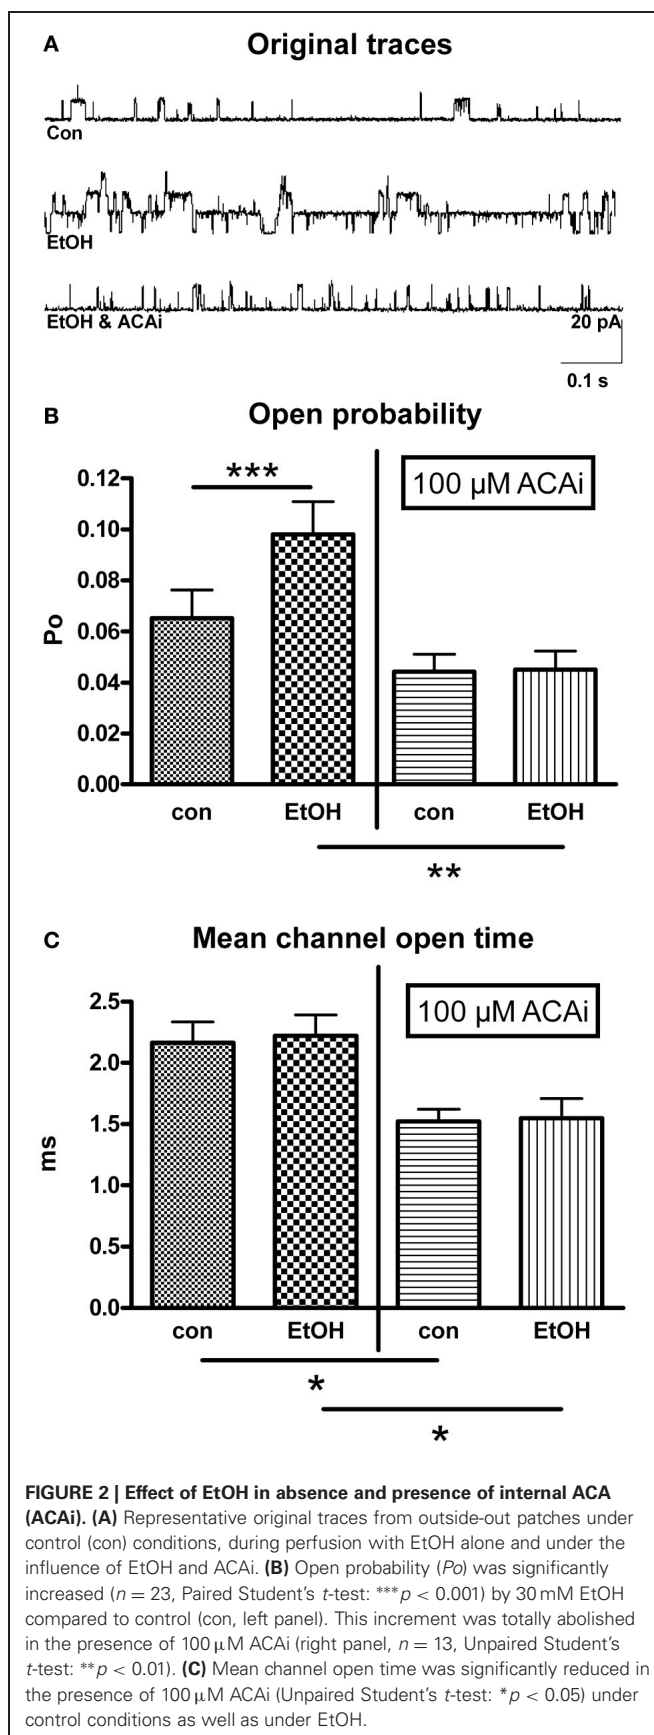 A Original traces
Con
EtOH
EtOH & ACAi
20 pA
0.1 s
B Open probability
100 µM ACAi
0.12
0.10
0.08
0.06
0.04
0.02
0.00
Po
con EtOH con EtOH
***
**
C Mean channel open time
100 µM ACAi
2.5
2.0
1.5
1.0
0.5
0.0
ms
con EtOH con EtOH
*
*
FIGURE 2 | Effect of EtOH in absence and presence of internal ACA
(ACAi). (A) Representative original traces from outside-out patches under
control (con) conditions, during perfusion with EtOH alone and under the
influence of EtOH and ACAi. (B) Open probability (Po) was significantly
increased (n = 23, Paired Student’s t-test: ***p < 0.001) by 30 mM EtOH
compared to control (con, left panel). This increment was totally abolished
in the presence of 100 µM ACAi (right panel, n = 13, Unpaired Student’s
t-test: **p < 0.01). (C) Mean channel open time was significantly reduced in
the presence of 100 µM ACAi (Unpaired Student’s t-test: *p < 0.05) under
control conditions as well as under EtOH.